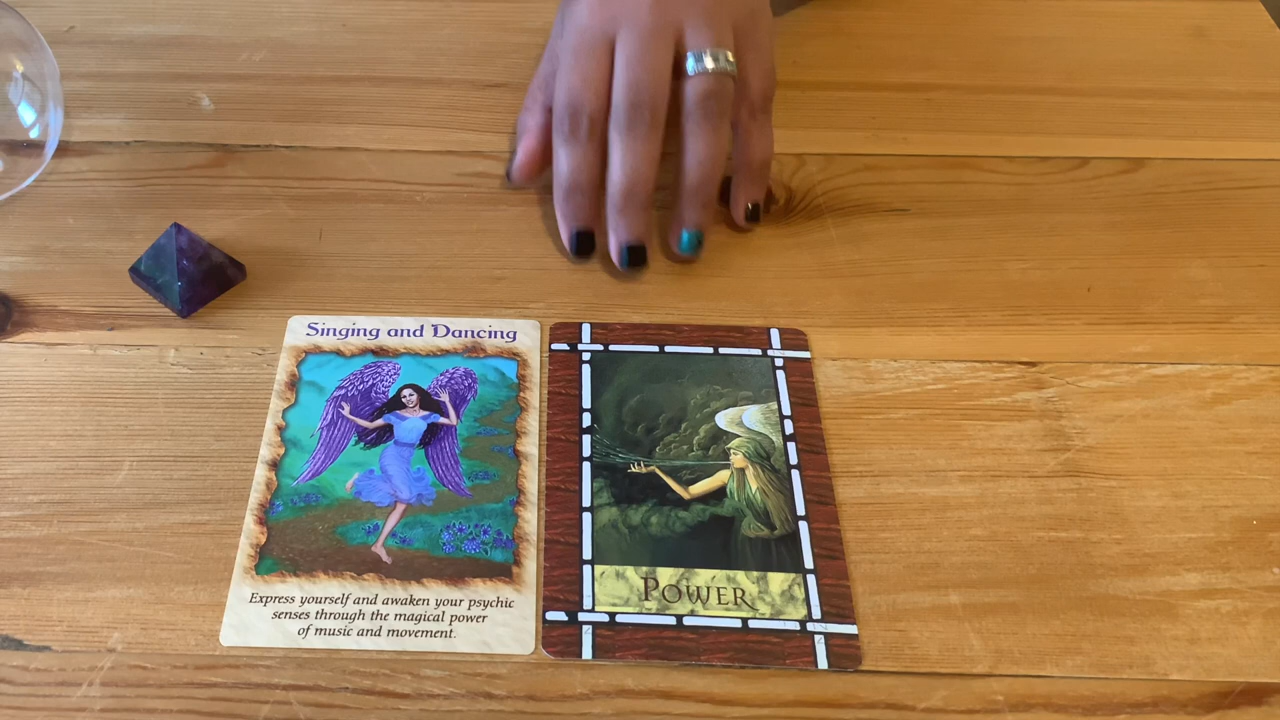 Singing and Dancing
Express yourself and awaken your psychic
senses through the magical power
of music and movement.
POWER